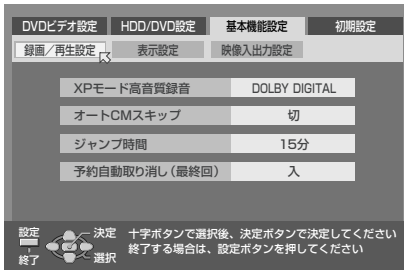 DVDビデオ設定 HDD/DVD設定 基本機能設定 初期設定
録画/再生設定 表示設定 映像入出力設定
XPモード高音質録音 DOLBY DIGITAL
オートCMスキップ 切
ジャンプ時間 15分
予約自動取り消し(最終回) 入
設定 決定 十字ボタンで選択後、決定ボタンで決定してください
終了 選択 終了する場合は、設定ボタンを押してください